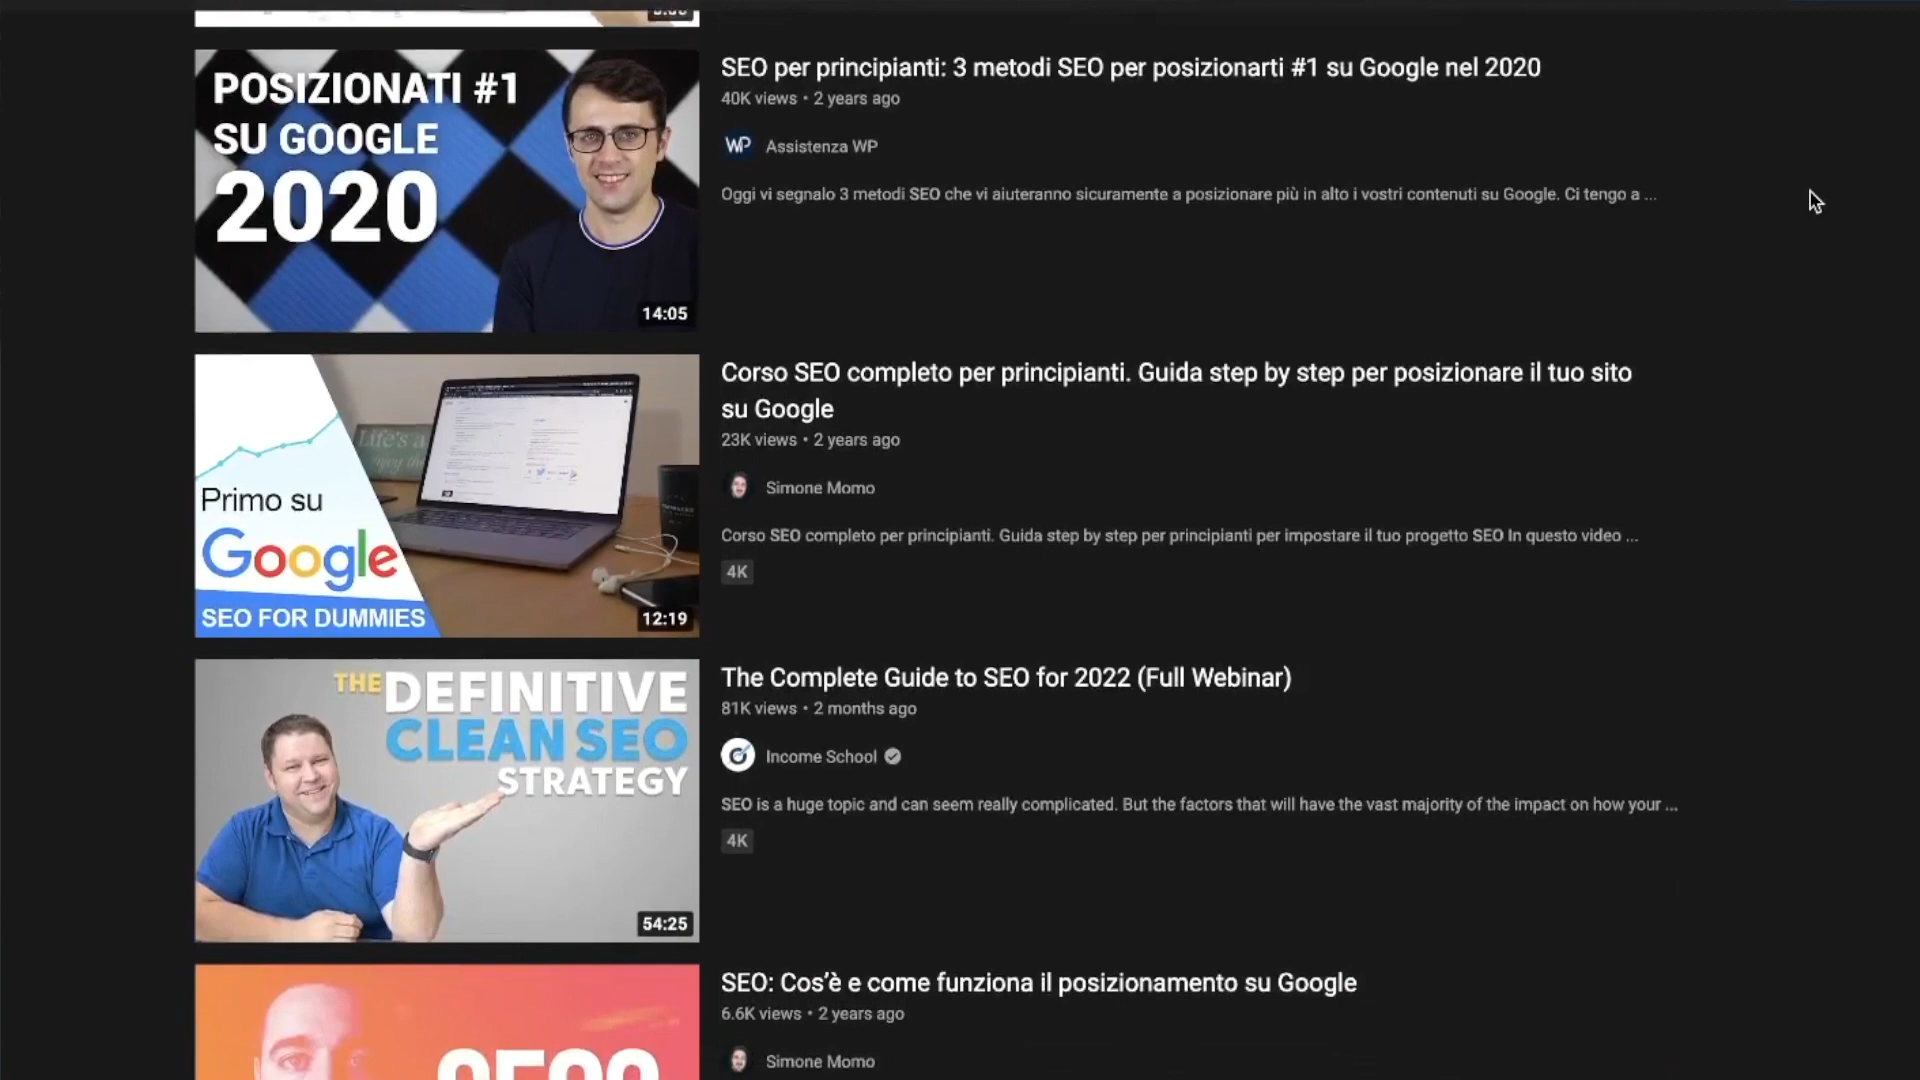 POSIZIONATI #1
SU GOOGLE
2020
14:05
SEO per principianti: 3 metodi SEO per posizionarti #1 su Google nel 2020
40K views • 2 years ago
WP Assistenza WP
Oggi vi segnalo 3 metodi SEO che vi aiuteranno sicuramente a posizionare più in alto i vostri contenuti su Google. Ci tengo a ...
Life's a
enjoy the
Primo su
Google
SEO FOR DUMMIES
12:19
Corso SEO completo per principianti. Guida step by step per posizionare il tuo sito
su Google
23K views • 2 years ago
Simone Momo
Corso SEO completo per principianti. Guida step by step per principianti per impostare il tuo progetto SEO In questo video ...
4K
THE DEFINITIVE
CLEAN SEO
STRATEGY
54:25
The Complete Guide to SEO for 2022 (Full Webinar)
81K views • 2 months ago
Income School
SEO is a huge topic and can seem really complicated. But the factors that will have the vast majority of the impact on how your ...
4K
SEO: Cos'è e come funziona il posizionamento su Google
6.6K views • 2 years ago
Simone Momo